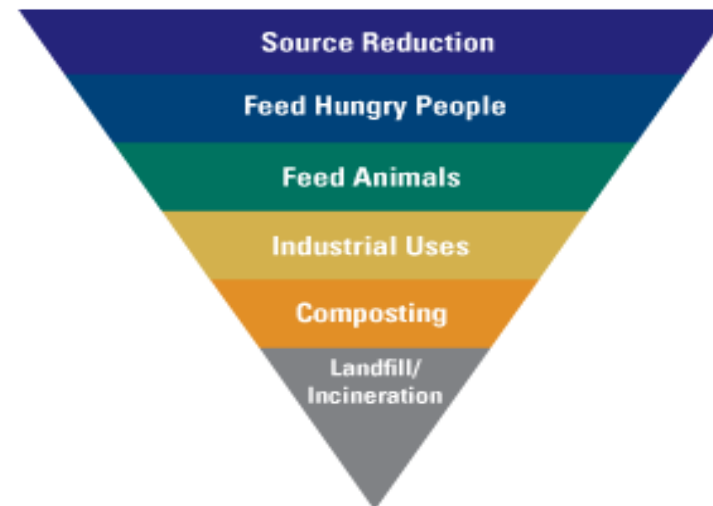 Source Reduction
Feed Hungry People
Feed Animals
Industrial Uses
Composting
Landfill/
Incineration